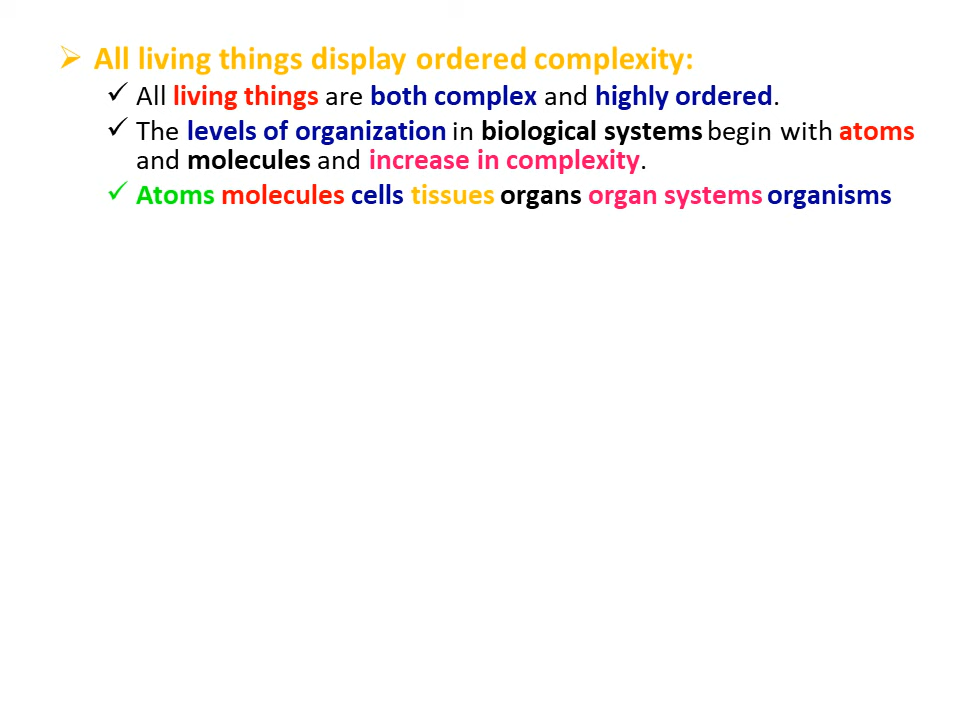 All living things display ordered complexity:
All living things are both complex and highly ordered.
The levels of organization in biological systems begin with atoms
and molecules and increase in complexity.
Atoms molecules cells tissues organs organ systems organisms